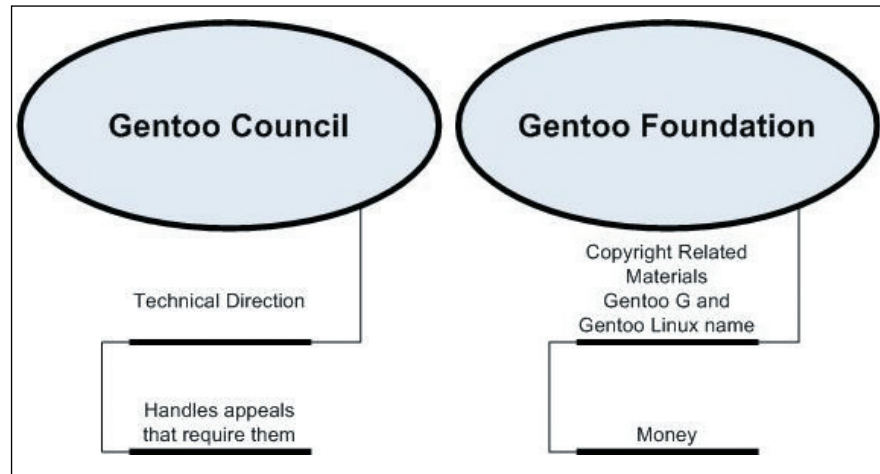 Gentoo Council
Technical Direction
Handles appeals
that require them
Gentoo Foundation
Copyright Related
Materials
Gentoo G and
Gentoo Linux name
Money